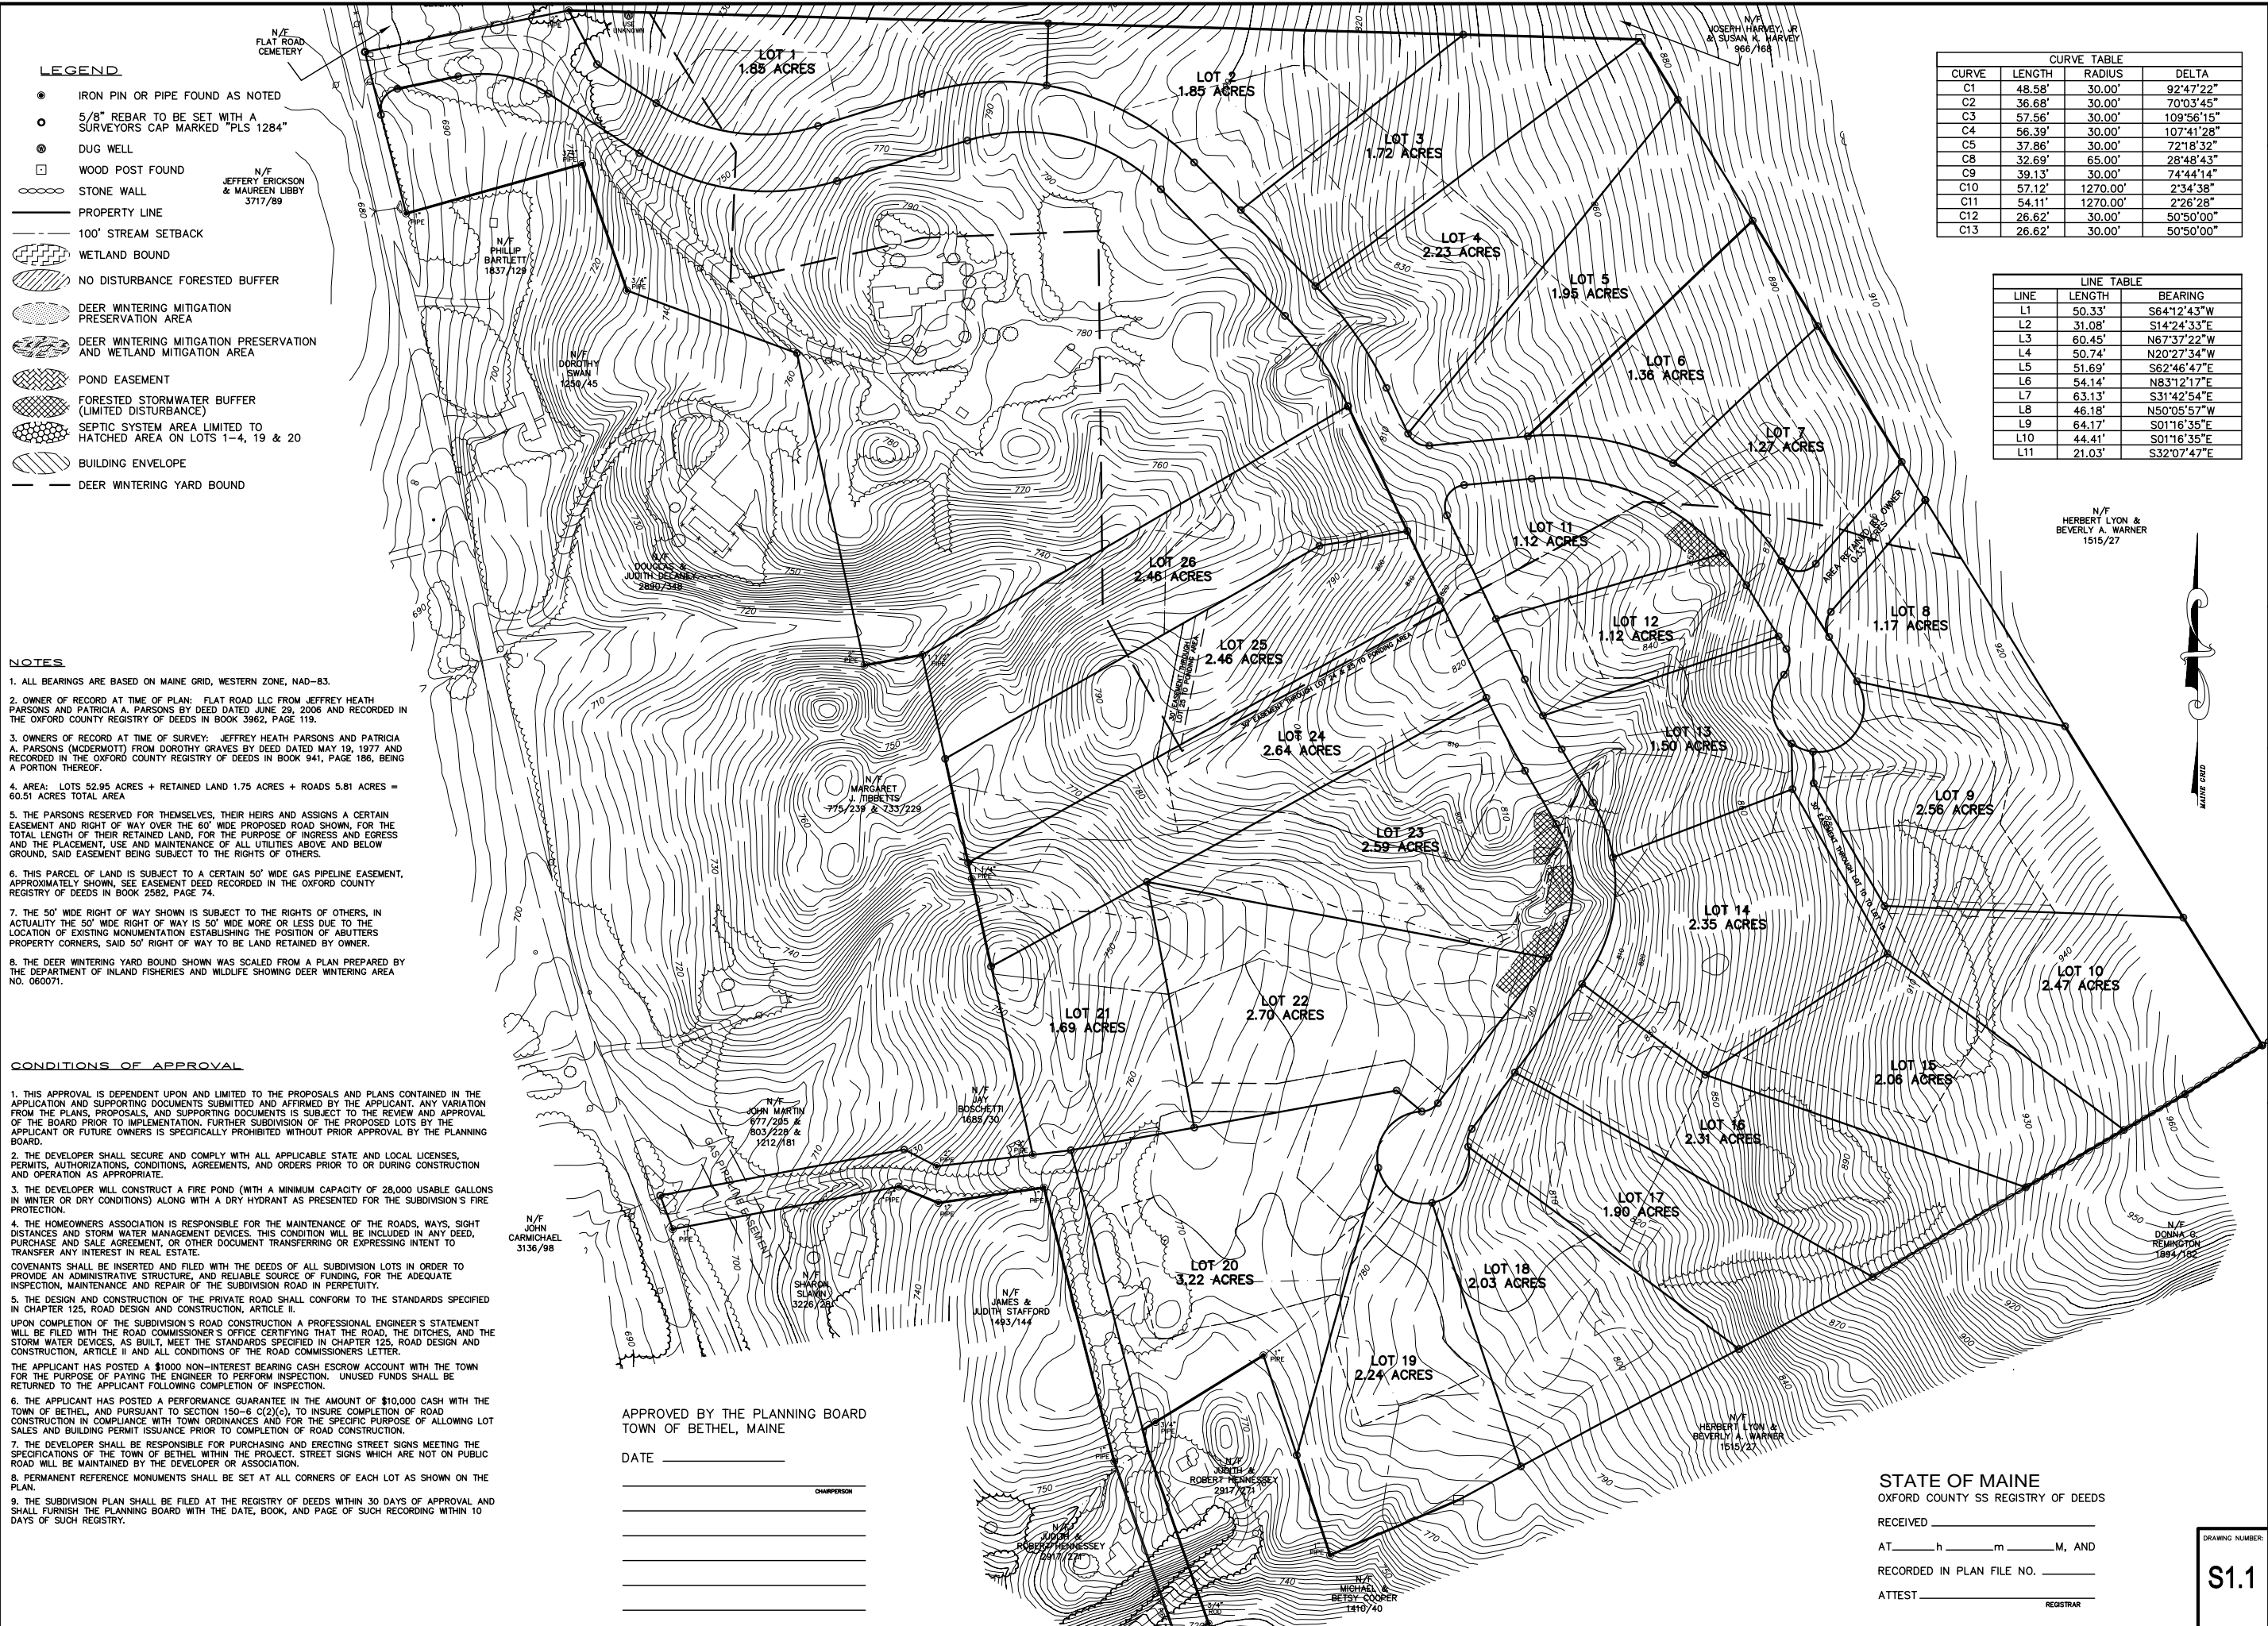 LEGEND
IRON PIN OR PIPE FOUND AS NOTED
5/8" REBAR TO BE SET WITH A
SURVEYORS CAP MARKED "PLS 1284"
DUG WELL
WOOD POST FOUND
STONE WALL
PROPERTY LINE
100' STREAM SETBACK
WETLAND BOUND
NO DISTURBANCE FORESTED BUFFER
DEER WINTERING MITIGATION
PRESERVATION AREA
DEER WINTERING MITIGATION PRESERVATION
AND WETLAND MITIGATION AREA
POND EASEMENT
FORESTED STORMWATER BUFFER
(LIMITED DISTURBANCE)
SEPTIC SYSTEM AREA LIMITED TO
HATCHED AREA ON LOTS 1-4, 19 & 20
BUILDING ENVELOPE
DEER WINTERING YARD BOUND
NOTES
1. ALL BEARINGS ARE BASED ON MAINE GRID, WESTERN ZONE, NAD-83.
2. OWNER OF RECORD AT TIME OF PLAN: FLAT ROAD LLC FROM JEFFREY HEATH
PARSONS AND PATRICIA A. PARSONS BY DEED DATED JUNE 29, 2006 AND RECORDED IN
THE OXFORD COUNTY REGISTRY OF DEEDS IN BOOK 3962, PAGE 119.
3. OWNERS OF RECORD AT TIME OF SURVEY: JEFFREY HEATH PARSONS AND PATRICIA
A. PARSONS (MCDERMOTT) FROM DOROTHY GRAVES BY DEED DATED MAY 19, 1977 AND
RECORDED IN THE OXFORD COUNTY REGISTRY OF DEEDS IN BOOK 941, PAGE 186, BEING
A PORTION THEREOF.
4. AREA: LOTS 52.95 ACRES + RETAINED LAND 1.75 ACRES + ROADS 5.81 ACRES =
60.51 ACRES TOTAL AREA
5. THE PARSONS RESERVED FOR THEMSELVES, THEIR HEIRS AND ASSIGNS A CERTAIN
EASEMENT AND RIGHT OF WAY OVER THE 60' WIDE PROPOSED ROAD SHOWN, FOR THE
TOTAL LENGTH OF THEIR RETAINED LAND, FOR THE PURPOSE OF INGRESS AND EGRESS
AND THE PLACEMENT, USE AND MAINTENANCE OF ALL UTILITIES ABOVE AND BELOW
GROUND, SAID EASEMENT BEING SUBJECT TO THE RIGHTS OF OTHERS.
6. THIS PARCEL OF LAND IS SUBJECT TO A CERTAIN 50' WIDE GAS PIPELINE EASEMENT,
APPROXIMATELY SHOWN, SEE EASEMENT DEED RECORDED IN THE OXFORD COUNTY
REGISTRY OF DEEDS IN BOOK 2582, PAGE 74.
7. THE 50' WIDE RIGHT OF WAY SHOWN IS SUBJECT TO THE RIGHTS OF OTHERS, IN
ACTUALITY THE 50' WIDE RIGHT OF WAY IS 50' WIDE MORE OR LESS DUE TO THE
LOCATION OF EXISTING MONUMENTATION ESTABLISHING THE POSITION OF ABUTTERS
PROPERTY CORNERS, SAID 50' RIGHT OF WAY TO BE LAND RETAINED BY OWNER.
8. THE DEER WINTERING YARD BOUND SHOWN WAS SCALED FROM A PLAN PREPARED BY
THE DEPARTMENT OF INLAND FISHERIES AND WILDLIFE SHOWING DEER WINTERING AREA
NO. 060071.
CONDITIONS OF APPROVAL
1. THIS APPROVAL IS DEPENDENT UPON AND LIMITED TO THE PROPOSALS AND PLANS CONTAINED IN THE
APPLICATION AND SUPPORTING DOCUMENTS SUBMITTED AND AFFIRMED BY THE APPLICANT. ANY VARIATION
FROM THE PLANS, PROPOSALS, AND SUPPORTING DOCUMENTS IS SUBJECT TO THE REVIEW AND APPROVAL
OF THE BOARD PRIOR TO IMPLEMENTATION. FURTHER SUBDIVISION OF THE PROPOSED LOTS BY THE
APPLICANT OR FUTURE OWNERS IS SPECIFICALLY PROHIBITED WITHOUT PRIOR APPROVAL BY THE PLANNING
BOARD.
2. THE DEVELOPER SHALL SECURE AND COMPLY WITH ALL APPLICABLE STATE AND LOCAL LICENSES,
PERMITS, AUTHORIZATIONS, CONDITIONS, AGREEMENTS, AND ORDERS PRIOR TO OR DURING CONSTRUCTION
AND OPERATION AS APPROPRIATE.
3. THE DEVELOPER WILL CONSTRUCT A FIRE POND (WITH A MINIMUM CAPACITY OF 28,000 USABLE GALLONS
IN WINTER OR DRY CONDITIONS) ALONG WITH A DRY HYDRANT AS PRESENTED FOR THE SUBDIVISION'S FIRE
PROTECTION.
4. THE HOMEOWNERS ASSOCIATION IS RESPONSIBLE FOR THE MAINTENANCE OF THE ROADS, WAYS, SIGHT
DISTANCES AND STORM WATER MANAGEMENT DEVICES. THIS CONDITION WILL BE INCLUDED IN ANY DEED,
PURCHASE AND SALE AGREEMENT, OR OTHER DOCUMENT TRANSFERRING OR EXPRESSING INTENT TO
TRANSFER ANY INTEREST IN REAL ESTATE.
COVENANTS SHALL BE INSERTED AND FILED WITH THE DEEDS OF ALL SUBDIVISION LOTS IN ORDER TO
PROVIDE AN ADMINISTRATIVE STRUCTURE, AND RELIABLE SOURCE OF FUNDING, FOR THE ADEQUATE
INSPECTION, MAINTENANCE AND REPAIR OF THE SUBDIVISION ROAD IN PERPETUITY.
5. THE DESIGN AND CONSTRUCTION OF THE PRIVATE ROAD SHALL CONFORM TO THE STANDARDS SPECIFIED
IN CHAPTER 125, ROAD DESIGN AND CONSTRUCTION, ARTICLE II.
UPON COMPLETION OF THE SUBDIVISION'S ROAD CONSTRUCTION A PROFESSIONAL ENGINEER'S STATEMENT
WILL BE FILED WITH THE ROAD COMMISSIONER'S OFFICE CERTIFYING THAT THE ROAD, THE DITCHES, AND THE
STORM WATER DEVICES, AS BUILT, MEET THE STANDARDS SPECIFIED IN CHAPTER 125, ROAD DESIGN AND
CONSTRUCTION, ARTICLE II AND ALL CONDITIONS OF THE ROAD COMMISSIONERS LETTER.
THE APPLICANT HAS POSTED A $1000 NON-INTEREST BEARING CASH ESCROW ACCOUNT WITH THE TOWN
FOR THE PURPOSE OF PAYING THE ENGINEER TO PERFORM INSPECTION. UNUSED FUNDS SHALL BE
RETURNED TO THE APPLICANT FOLLOWING COMPLETION OF INSPECTION.
6. THE APPLICANT HAS POSTED A PERFORMANCE GUARANTEE IN THE AMOUNT OF $10,000 CASH WITH THE
TOWN OF BETHEL, AND PURSUANT TO SECTION 150-6 C(2)(c), TO INSURE COMPLETION OF ROAD
CONSTRUCTION IN COMPLIANCE WITH TOWN ORDINANCES AND FOR THE SPECIFIC PURPOSE OF ALLOWING LOT
SALES AND BUILDING PERMIT ISSUANCE PRIOR TO COMPLETION OF ROAD CONSTRUCTION.
7. THE DEVELOPER SHALL BE RESPONSIBLE FOR PURCHASING AND ERECTING STREET SIGNS MEETING THE
SPECIFICATIONS OF THE TOWN OF BETHEL WITHIN THE PROJECT. STREET SIGNS WHICH ARE NOT ON PUBLIC
ROAD WILL BE MAINTAINED BY THE DEVELOPER OR ASSOCIATION.
8. PERMANENT REFERENCE MONUMENTS SHALL BE SET AT ALL CORNERS OF EACH LOT AS SHOWN ON THE
PLAN.
9. THE SUBDIVISION PLAN SHALL BE FILED AT THE REGISTRY OF DEEDS WITHIN 30 DAYS OF APPROVAL AND
SHALL FURNISH THE PLANNING BOARD WITH THE DATE, BOOK, AND PAGE OF SUCH RECORDING WITHIN 10
DAYS OF SUCH REGISTRY.
N/F
FLAT ROAD
CEMETERY
N/F
JEFFERY ERICKSON
& MAUREEN LIBBY
3717/89
N/F
PHILLIP
BARTLETT
1837/129
N/F
DOROTHY
SWAN
1250/45
N/F
DOUGLAS &
JUDITH DELANEY
2890/348
N/F
MARGARET
J. TIBBETTS
775/239 & 733/229
N/F
JOHN MARTIN
677/205 &
803/228 &
1212/181
N/F
JAY
BOSCHETTI
1685/30
N/F
JOHN
CARMICHAEL
3136/98
GAS PIPELINE EASEMENT
N/F
SHARON
SLAVIN
3226/281
N/F
JAMES &
JUDITH STAFFORD
1493/144
N/F
JUDITH &
ROBERT HENNESSEY
2917/271
N/F
JUDITH &
ROBERT HENNESSEY
2917/271
N/F
MICHAEL &
BETSY COOPER
1410/40
N/F
HERBERT LYON &
BEVERLY A. WARNER
1515/27
N/F
DONNA G.
REMINGTON
1894/182
N/F
HERBERT LYON &
BEVERLY A. WARNER
1515/27
N/F
JOSEPH HARVEY, JR
& SUSAN K. HARVEY
966/168
LOT 1
1.85 ACRES
LOT 2
1.85 ACRES
LOT 3
1.72 ACRES
LOT 4
2.23 ACRES
LOT 5
1.95 ACRES
LOT 6
1.36 ACRES
LOT 7
1.27 ACRES
AREA RETAINED BY OWNER
LOT 8
1.17 ACRES
LOT 9
2.56 ACRES
LOT 10
2.47 ACRES
LOT 11
1.12 ACRES
LOT 12
1.12 ACRES
LOT 13
1.50 ACRES
LOT 14
2.35 ACRES
LOT 15
2.06 ACRES
LOT 16
2.31 ACRES
LOT 17
1.90 ACRES
LOT 18
2.03 ACRES
LOT 19
2.24 ACRES
LOT 20
3.22 ACRES
LOT 21
1.69 ACRES
LOT 22
2.70 ACRES
LOT 23
2.59 ACRES
LOT 24
2.64 ACRES
LOT 25
2.46 ACRES
LOT 26
2.46 ACRES
30' EASEMENT THROUGH LOT 24 & 25 TO PONDING AREA
30' EASEMENT THROUGH
LOT 25 TO PONDING AREA
CURVE TABLE
CURVE LENGTH RADIUS DELTA
C1 48.58' 30.00' 92°47'22"
C2 36.68' 30.00' 70°03'45"
C3 57.56' 30.00' 109°56'15"
C4 56.39' 30.00' 107°41'28"
C5 37.86' 30.00' 72°18'32"
C8 32.69' 65.00' 28°48'43"
C9 39.13' 30.00' 74°44'14"
C10 57.12' 1270.00' 2°34'38"
C11 54.11' 1270.00' 2°26'28"
C12 26.62' 30.00' 50°50'00"
C13 26.62' 30.00' 50°50'00"
LINE TABLE
LINE LENGTH BEARING
L1 50.33' S64°12'43"W
L2 31.08' S14°24'33"E
L3 60.45' N67°37'22"W
L4 50.74' N20°27'34"W
L5 51.69' S62°46'47"E
L6 54.14' N83°12'17"E
L7 63.13' S31°42'54"E
L8 46.18' N50°05'57"W
L9 64.17' S01°16'35"E
L10 44.41' S01°16'35"E
L11 21.03' S32°07'47"E
MAINE GRID
APPROVED BY THE PLANNING BOARD
TOWN OF BETHEL, MAINE
DATE
CHAIRPERSON
STATE OF MAINE
OXFORD COUNTY SS REGISTRY OF DEEDS
RECEIVED
AT h m M, AND
RECORDED IN PLAN FILE NO.
ATTEST
REGISTRAR
DRAWING NUMBER:
S1.1